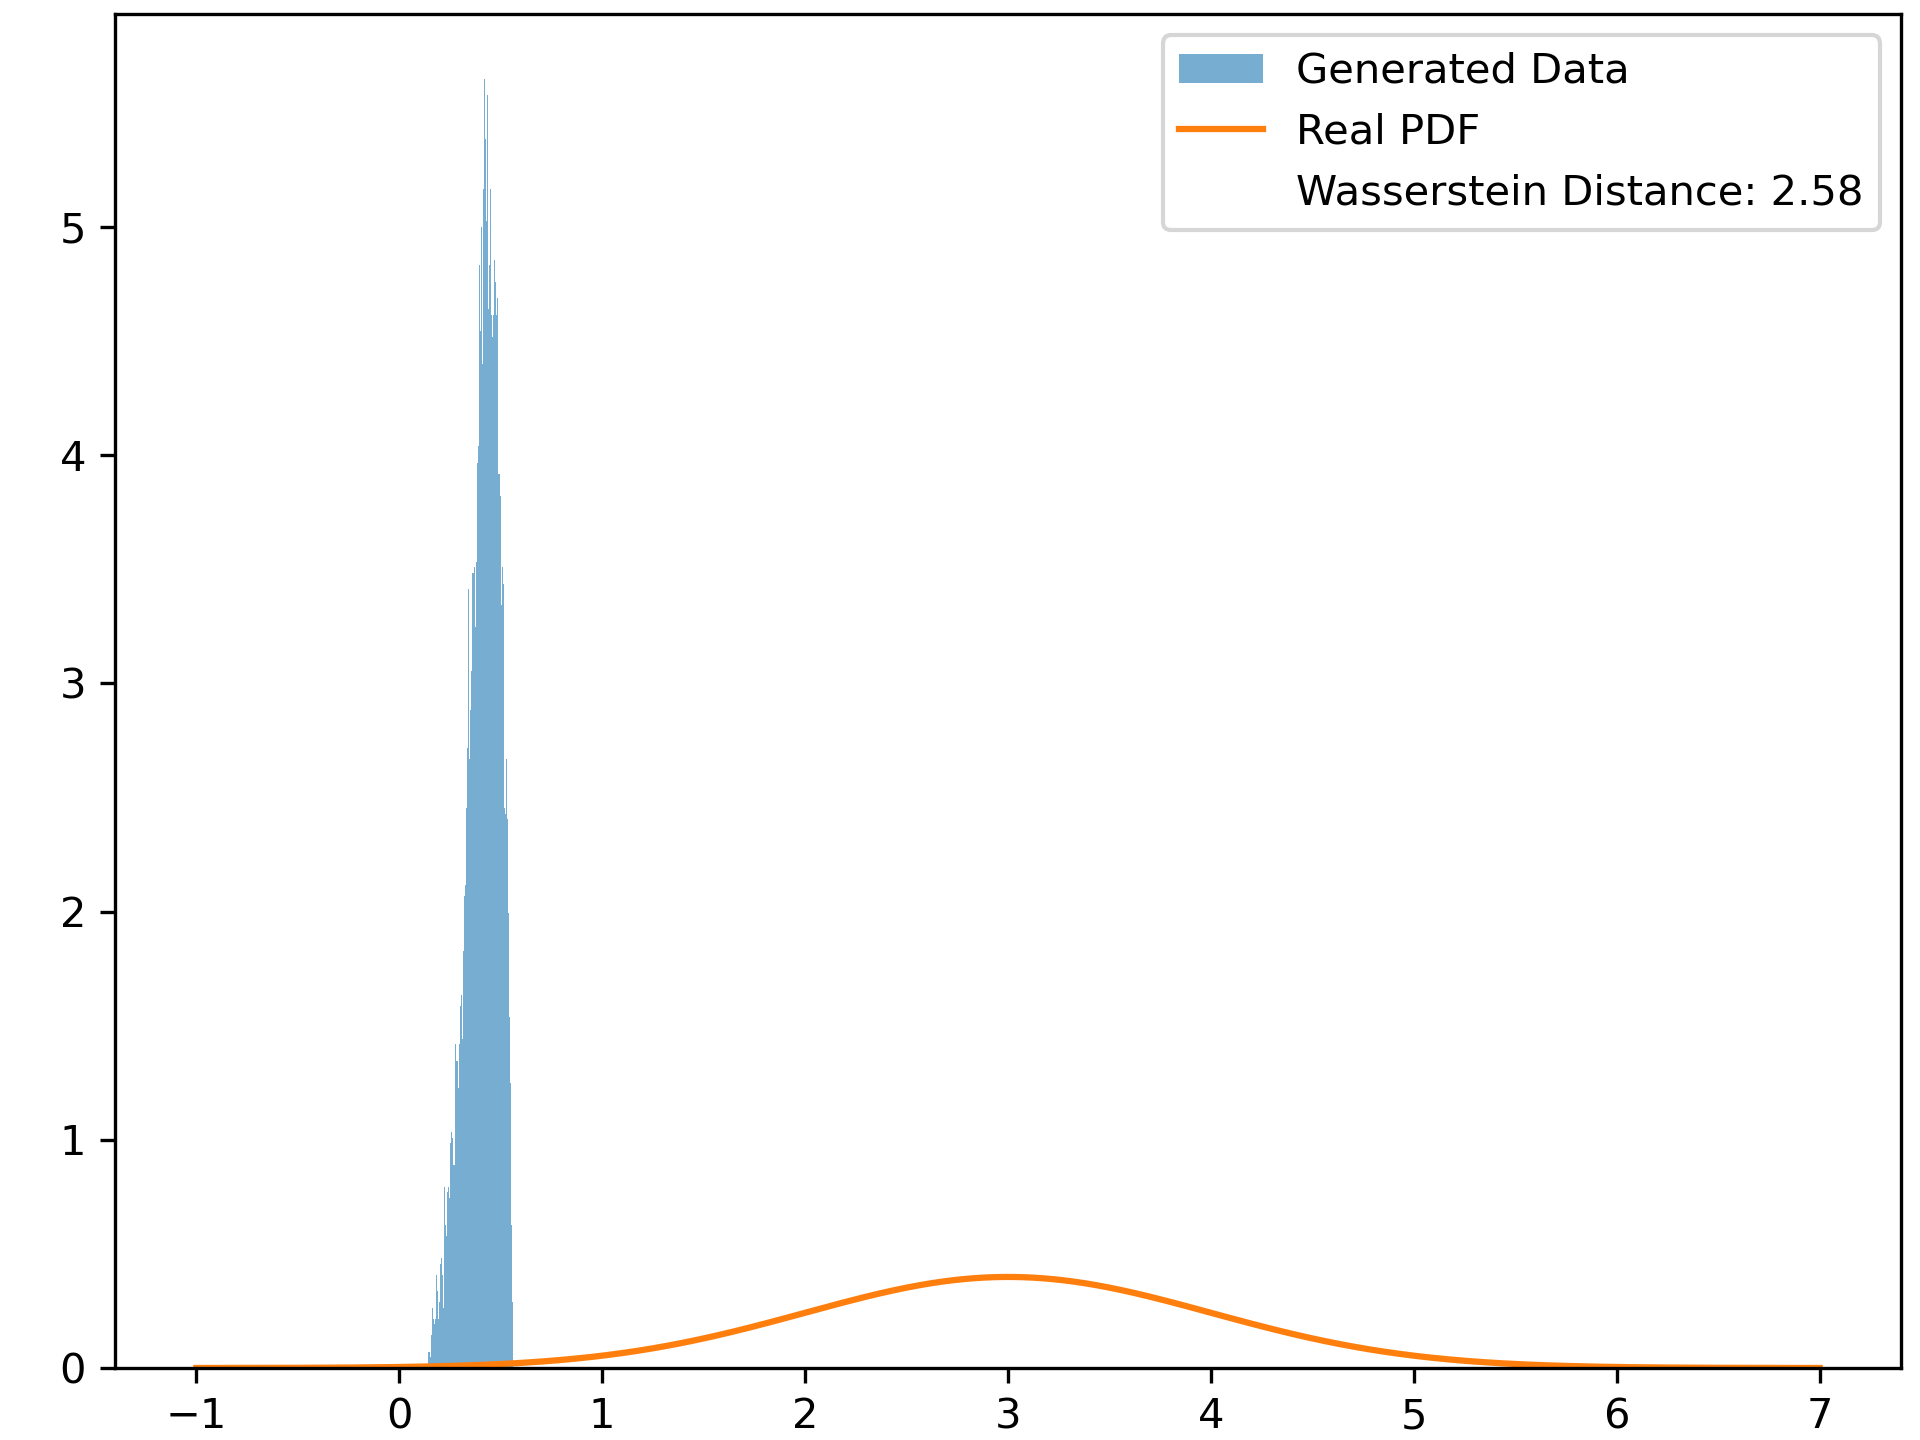 Generated Data
Real PDF
Wasserstein Distance: 2.58
5
4
3
2
1
0
−1 0 1 2 3 4 5 6 7